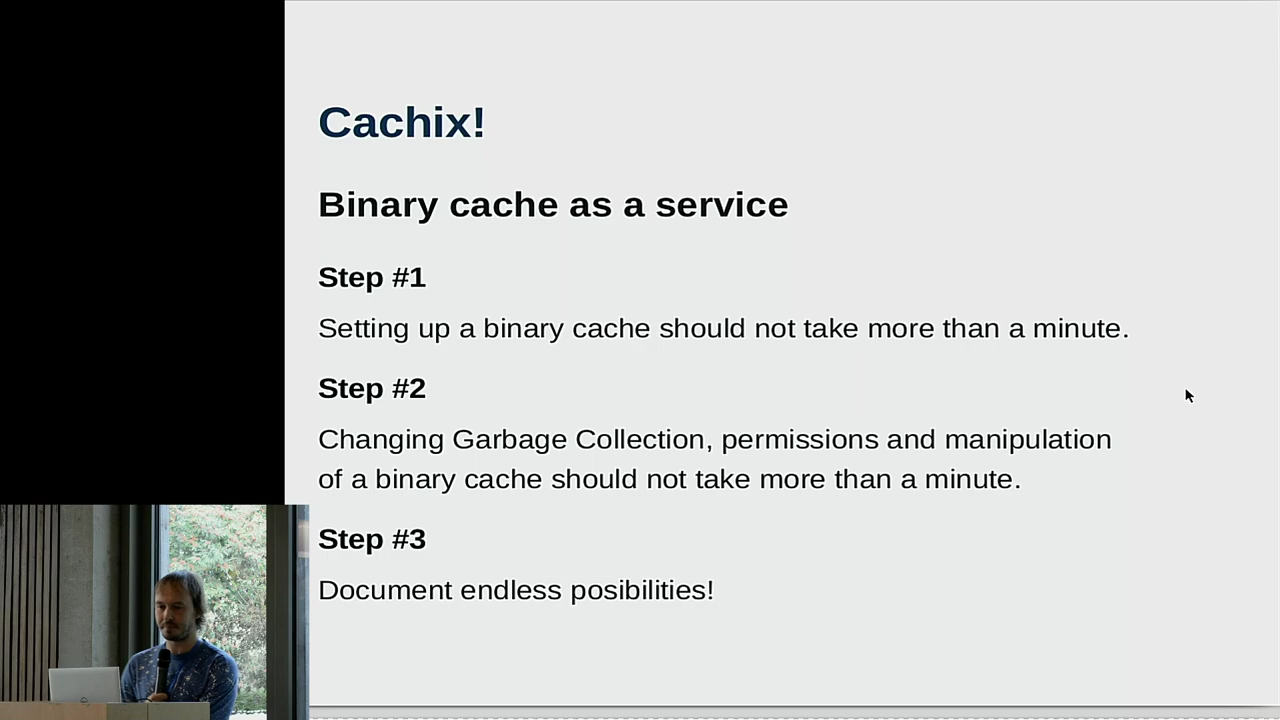 Cachix!
Binary cache as a service
Step #1
Setting up a binary cache should not take more than a minute.
Step #2
Changing Garbage Collection, permissions and manipulation
of a binary cache should not take more than a minute.
Step #3
Document endless posibilities!